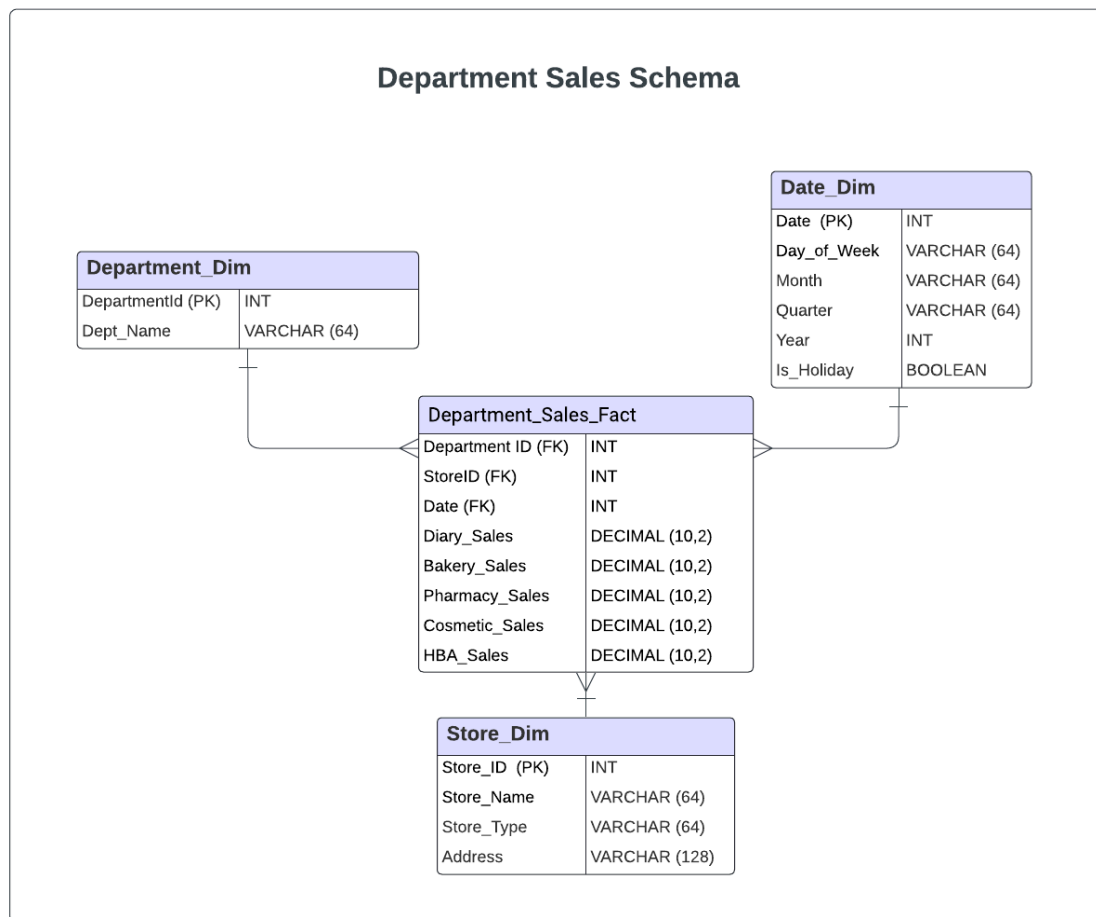 Department Sales Schema
Date_Dim
Date (PK) INT
Day_of_Week VARCHAR (64)
Month VARCHAR (64)
Quarter VARCHAR (64)
Year INT
Is_Holiday BOOLEAN
Department_Dim
DepartmentId (PK) INT
Dept_Name VARCHAR (64)
Department_Sales_Fact
Department ID (FK) INT
StoreID (FK) INT
Date (FK) INT
Diary_Sales DECIMAL (10,2)
Bakery_Sales DECIMAL (10,2)
Pharmacy_Sales DECIMAL (10,2)
Cosmetic_Sales DECIMAL (10,2)
HBA_Sales DECIMAL (10,2)
Store_Dim
Store_ID (PK) INT
Store_Name VARCHAR (64)
Store_Type VARCHAR (64)
Address VARCHAR (128)